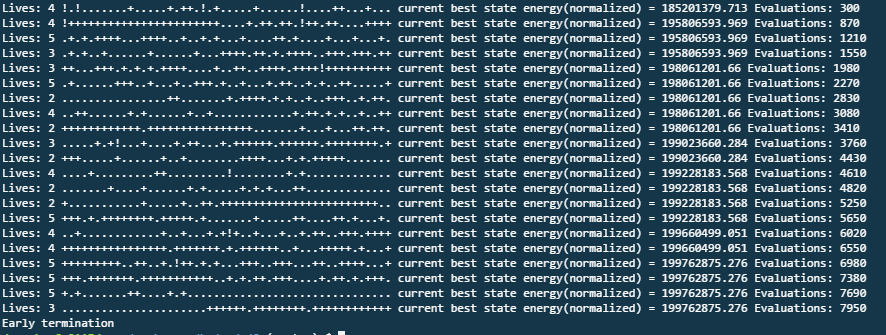 Lives: 4 !.!.......+.....+.++.!.+......+......!....++...+... current best state energy(normalized) = 185201379.713 Evaluations: 300
Lives: 4 !+++++++++++++++++++++++....+.++.++.!++.++....++++ current best state energy(normalized) = 195806593.969 Evaluations: 870
Lives: 5 .+.+.++++...++++..++++..+....+...++.+....+...+.+.. current best state energy(normalized) = 195806593.969 Evaluations: 1210
Lives: 3 .+.+..+........+.....+...++++.++.+.++++.+++..+...+ current best state energy(normalized) = 195806593.969 Evaluations: 1550
Lives: 3 ++...+++.+.+.+.++++....+..++..++++.++++!++++++++++ current best state energy(normalized) = 198061201.66 Evaluations: 1980
Lives: 5 .+......+++..+...+..+++.+.+..+...+.++...+.+....+.. current best state energy(normalized) = 198061201.66 Evaluations: 2270
Lives: 2 ................++.......+.++++.+.+..+...+++.+.++. current best state energy(normalized) = 198061201.66 Evaluations: 2830
Lives: 4 ..++......+.+.....+..+............+.++.+.+..+..++ current best state energy(normalized) = 198061201.66 Evaluations: 3080
Lives: 2 ++++++++++++.++++++++++++++++.......+...+...++.++. current best state energy(normalized) = 198061201.66 Evaluations: 3410
Lives: 3 .....+.+!...+....+.++...+.++++++.++++++.++++++++.+ current best state energy(normalized) = 199023660.284 Evaluations: 3760
Lives: 2 +++.....+......+..+........++++...+.+.+++++....... current best state energy(normalized) = 199023660.284 Evaluations: 4430
Lives: 4 ....+.........++.........!.......+.+.............. current best state energy(normalized) = 199228183.568 Evaluations: 4610
Lives: 2 .......+....+......+.+.....+.+.+...++............. current best state energy(normalized) = 199228183.568 Evaluations: 4820
Lives: 2 +...........+...+..++.++++++++++++++++++++++++.. current best state energy(normalized) = 199228183.568 Evaluations: 5250
Lives: 5 +++.+.++++++++.+++++.+.....+.....++....++.+...+. current best state energy(normalized) = 199228183.568 Evaluations: 5650
Lives: 4 ..+...........+...+..+.+!+..+...+..+.++..+++.++++ current best state energy(normalized) = 199660499.051 Evaluations: 6020
Lives: 4 ++++++++++++++++.+++++++.+.+++++++...+..+++++...+ current best state energy(normalized) = 199660499.051 Evaluations: 6550
Lives: 5 +++++++++..++..+.!++.+.+...+++...+++..+.+.++...+.. current best state energy(normalized) = 199762875.276 Evaluations: 6980
Lives: 7 +++.+++++++.+++++++++++..+.++.+++....+.++.+++.+++. current best state energy(normalized) = 199762875.276 Evaluations: 7380
Lives: 5 +.+.......++....+.+............................... current best state energy(normalized) = 199762875.276 Evaluations: 7690
Lives: 3 ......................++++++.++++++++.++++++++++++ current best state energy(normalized) = 199762875.276 Evaluations: 7950
Early termination